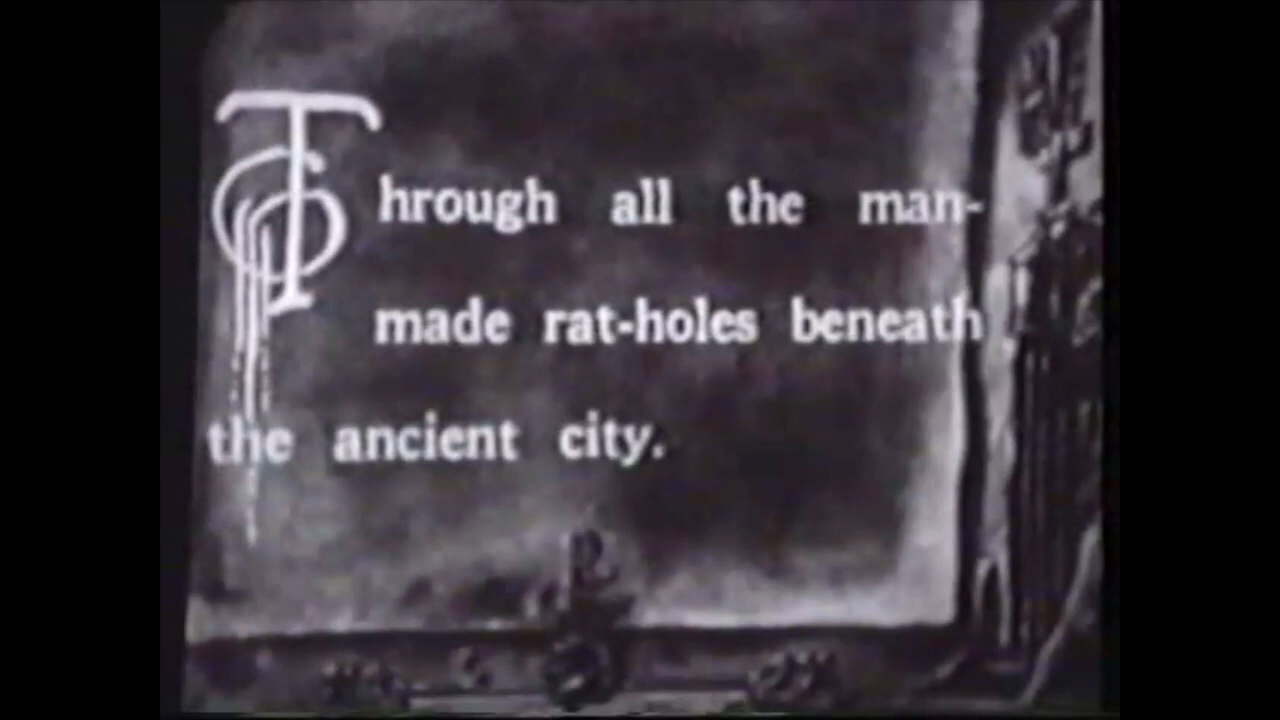 Through all the man-
made rat-holes beneath
the ancient city.